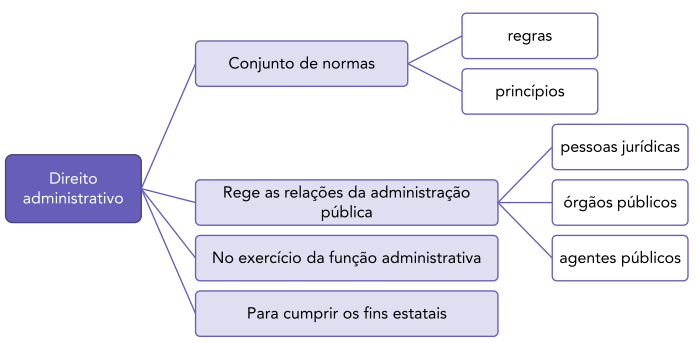 Direito
administrativo
Conjunto de normas
regras
princípios
Rege as relações da administração
pública
pessoas jurídicas
órgãos públicos
agentes públicos
No exercício da função administrativa
Para cumprir os fins estatais